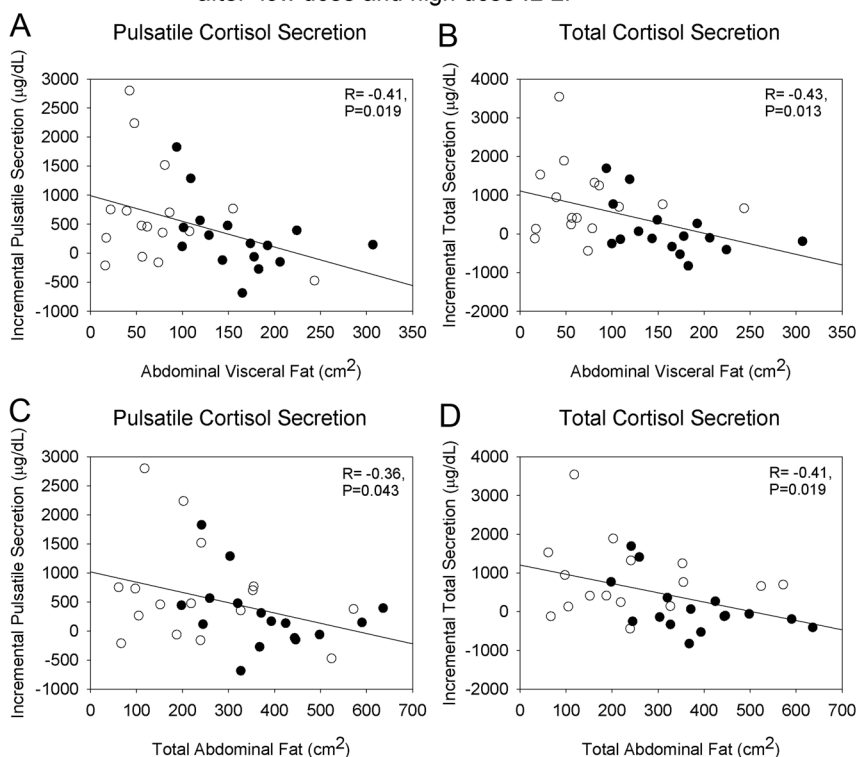 after low dose and high dose IL-2.
A
Pulsatile Cortisol Secretion
Incremental Pulsatile Secretion (µg/dL)
3000
2500
2000
1500
1000
500
0
-500
-1000
R= -0.41,
P=0.019
0 50 100 150 200 250 300 350
Abdominal Visceral Fat (cm2)
B
Total Cortisol Secretion
Incremental Total Secretion (µg/dL)
4000
3000
2000
1000
0
-1000
-2000
R= -0.43,
P=0.013
0 50 100 150 200 250 300 350
Abdominal Visceral Fat (cm2)
C
Pulsatile Cortisol Secretion
Incremental Pulsatile Secretion (µg/dL)
3000
2500
2000
1500
1000
500
0
-500
-1000
R= -0.36,
P=0.043
0 100 200 300 400 500 600 700
Total Abdominal Fat (cm2)
D
Total Cortisol Secretion
Incremental Total Secretion (µg/dL)
4000
3000
2000
1000
0
-1000
-2000
R= -0.41,
P=0.019
0 100 200 300 400 500 600 700
Total Abdominal Fat (cm2)